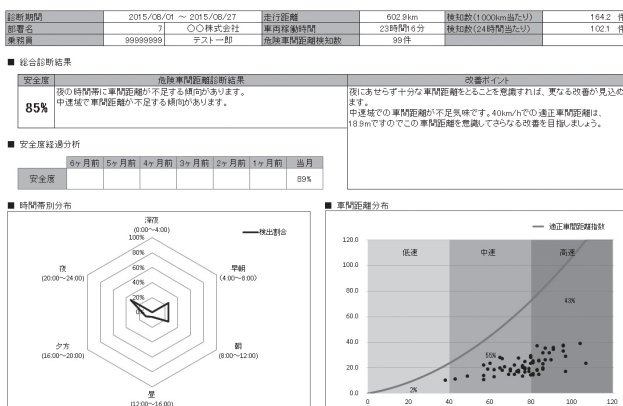 診断期間 2015/08/01 ～ 2015/08/27 走行距離 602.9km 検知数(1000km当たり) 164.2 件
部署名 7 〇〇株式会社 車両稼働時間 23時間16分 検知数(24時間当たり) 102.1 件
乗務員 99999999 テスト一郎 危険車間距離検知数 99件
■ 総合診断結果
安全度 危険車間距離診断結果 改善ポイント
85%
夜の時間帯に車間距離が不足する傾向があります。
中速域で車間距離が不足する傾向があります。
夜にあせらず十分な車間距離をとることを意識すれば、更なる改善が見込め
ます。
中速域での車間距離が不足気味です。40km/hでの適正車間距離は、
18.9mですのでこの車間距離を意識してさらなる改善を目指しましょう。
■ 安全度経過分析
6ヶ月前 5ヶ月前 4ヶ月前 3ヶ月前 2ヶ月前 1ヶ月前 当月
安全度 89%
■ 時間帯別分布
深夜
(0:00～4:00)
検出割合
100%
80%
60%
40%
20%
0%
早朝
(4:00～8:00)
朝
(8:00～12:00)
昼
(12:00～16:00)
夕方
(16:00～20:00)
夜
(20:00～24:00)
■ 車間距離分布
適正車間距離指数
120.0
100.0
80.0
60.0
40.0
20.0
0.0
低速 中速 高速
43%
55%
2%
0 20 40 60 80 100 120